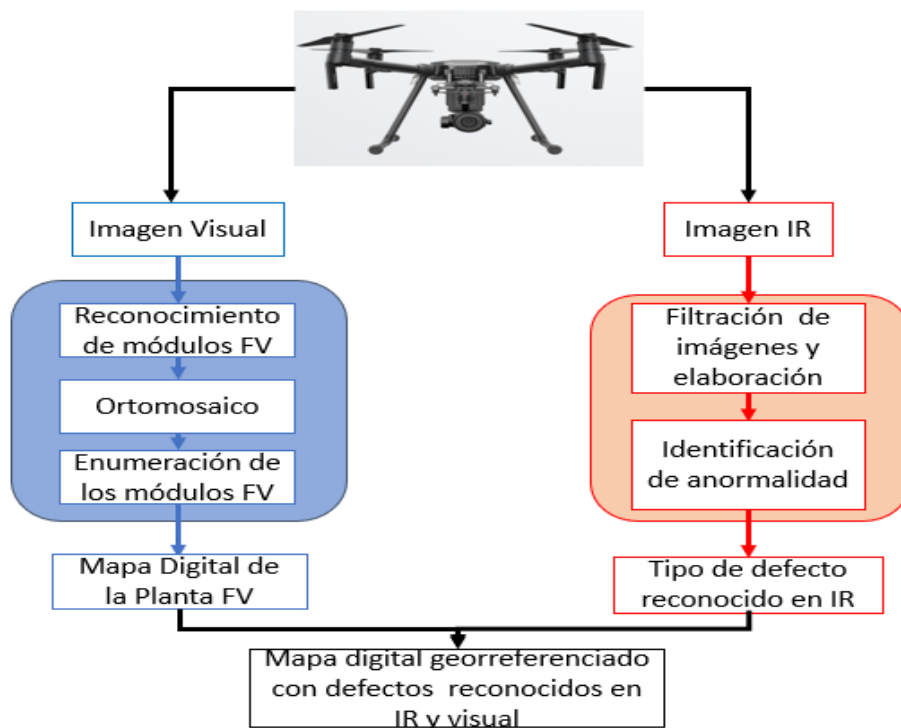 Imagen Visual
Reconocimiento
de módulos FV
Ortomosaico
Enumeración de
los módulos FV
Mapa Digital de
la Planta FV
Imagen IR
Filtración de
imágenes y
elaboración
Identificación
de anormalidad
Tipo de defecto
reconocido en IR
Mapa digital georreferenciado
con defectos reconocidos en
IR y visual